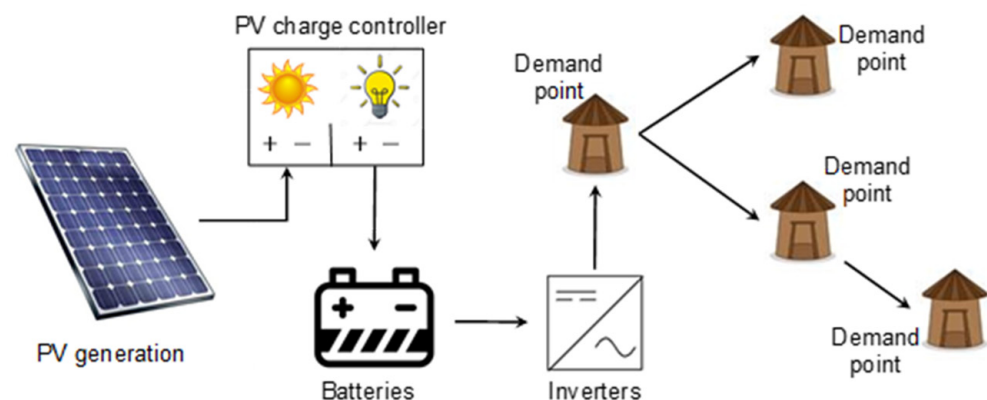 PV charge controller
+ − + −
PV generation
+ −
Batteries
Inverters
Demand
point
Demand
point
Demand
point
Demand
point